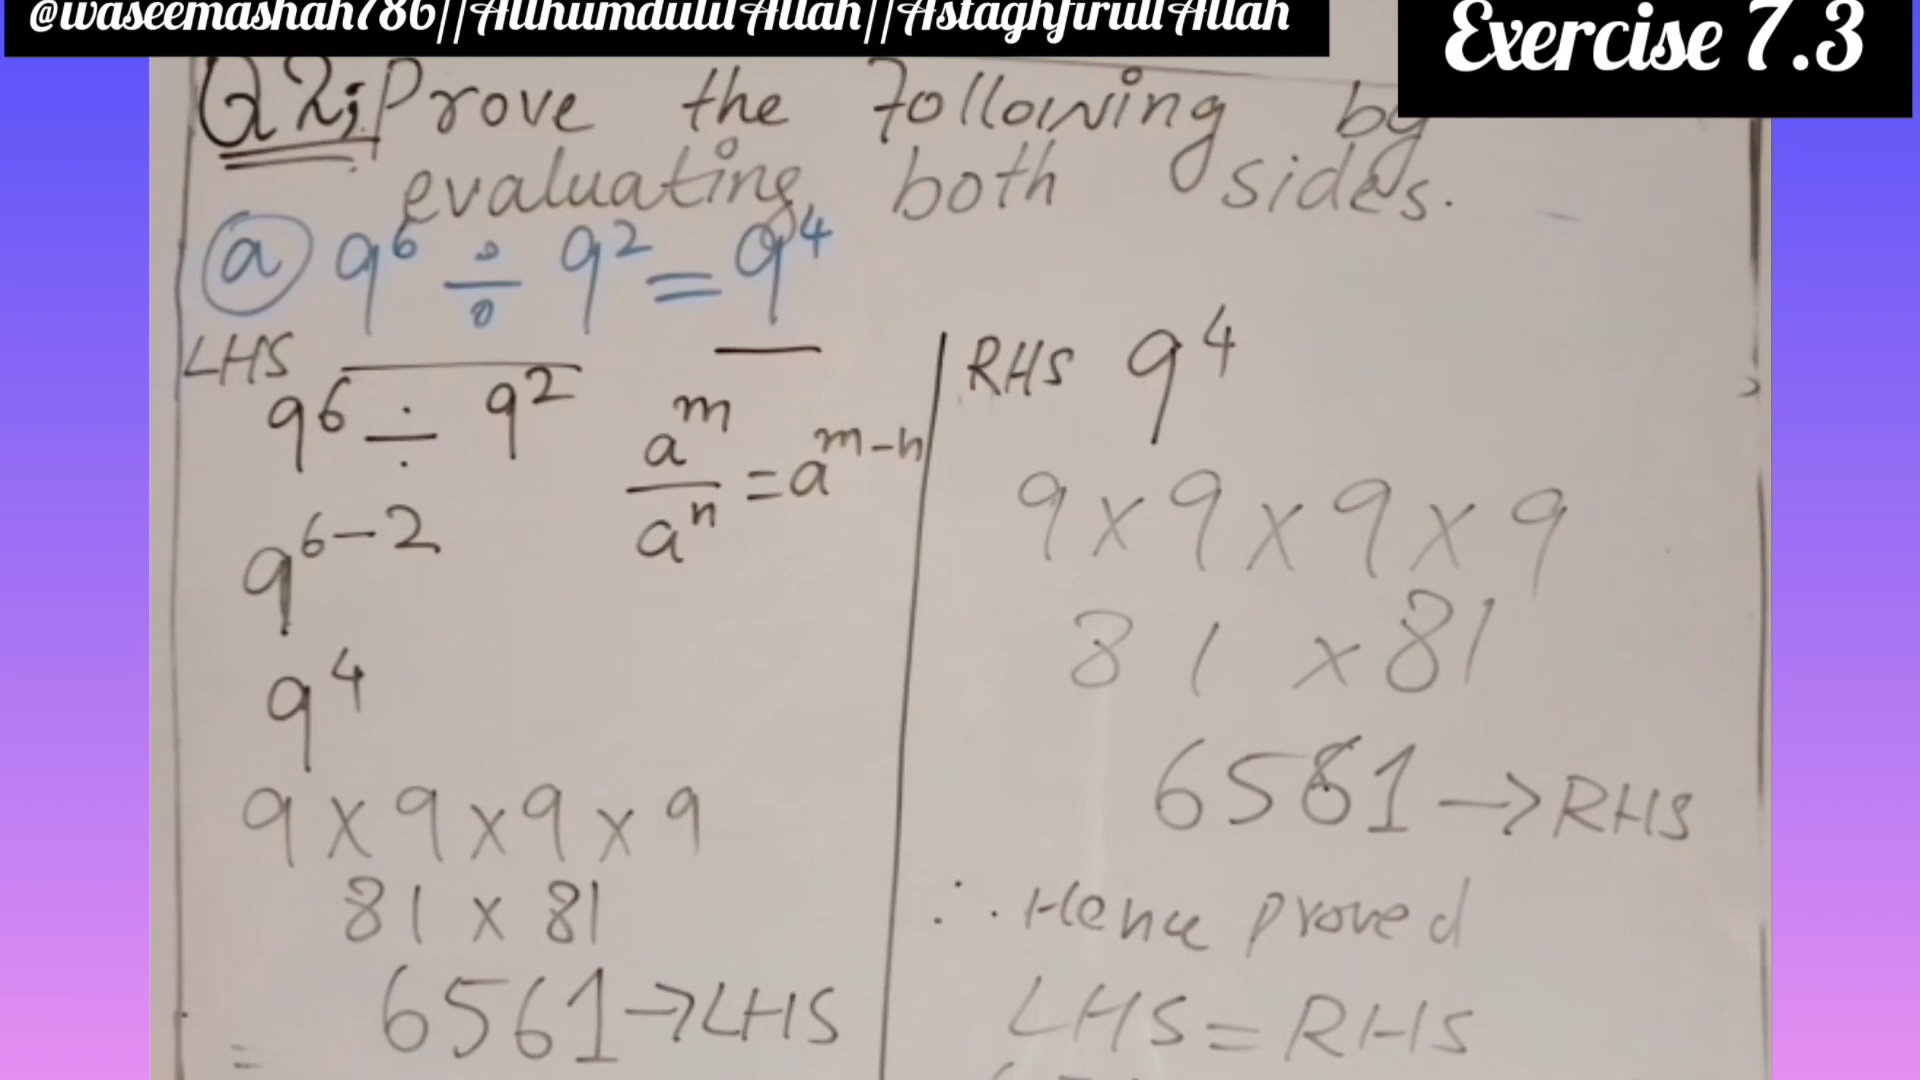 @waseemashah786//AllhumdulilAllah//AstaghfirullAllah
Exercise 7.3
Q2; Prove the Following by
evaluating both sides.
(a) 9⁶ ÷ 9² = 9⁴
LHS
9⁶ ÷ 9²
aᵐ/aⁿ = aᵐ⁻ⁿ
9⁶⁻²
9⁴
9 × 9 × 9 × 9
81 × 81
6561 → LHS
=
RHS 9⁴
9 × 9 × 9 × 9
81 × 81
6561 → RHS
∴ Hence proved
LHS = RHS